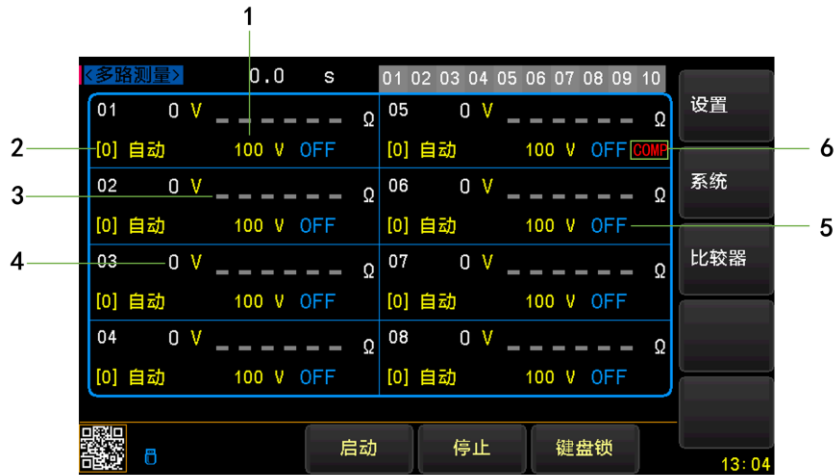 1
<多路测量> 0.0 s 01 02 03 04 05 06 07 08 09 10
设置
01 0 V _ _ _ _ _ _ Ω 05 0 V _ _ _ _ _ _ Ω
2 [0] 自动 100 V OFF [0] 自动 100 V OFF COMP 6
系统
02 0 V _ _ _ _ _ _ Ω 06 0 V _ _ _ _ _ _ Ω
3
[0] 自动 100 V OFF [0] 自动 100 V OFF 5
比较器
4 03 0 V _ _ _ _ _ _ Ω 07 0 V _ _ _ _ _ _ Ω
[0] 自动 100 V OFF [0] 自动 100 V OFF
04 0 V _ _ _ _ _ _ Ω 08 0 V _ _ _ _ _ _ Ω
[0] 自动 100 V OFF [0] 自动 100 V OFF
启动 停止 键盘锁
13:04